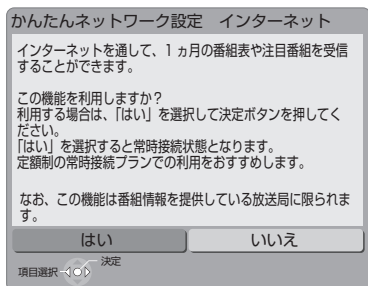 かんたんネットワーク設定　インターネット
インターネットを通して、1 ヵ月の番組表や注目番組を受信
することができます。
この機能を利用しますか？
利用する場合は、「はい」を選択して決定ボタンを押してく
ださい。
「はい」を選択すると常時接続状態となります。
定額制の常時接続プランでの利用をおすすめします。
なお、この機能は番組情報を提供している放送局に限られま
す。
はい　いいえ
決定
項目選択